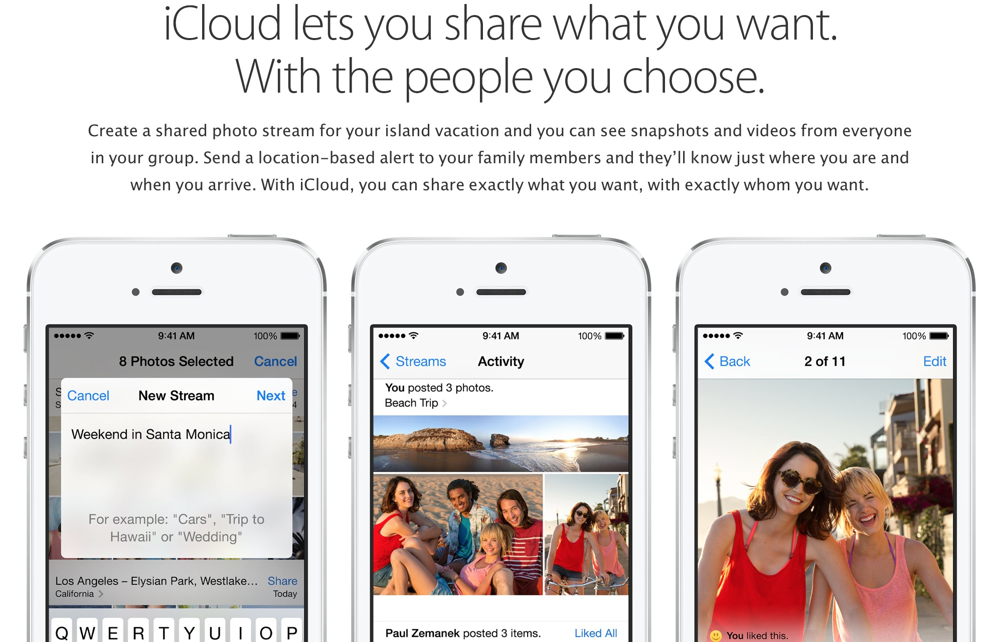 iCloud lets you share what you want.
With the people you choose.
Create a shared photo stream for your island vacation and you can see snapshots and videos from everyone
in your group. Send a location-based alert to your family members and they’ll know just where you are and
when you arrive. With iCloud, you can share exactly what you want, with exactly whom you want.
9:41 AM 100%
8 Photos Selected Cancel
Cancel New Stream Next
Weekend in Santa Monica
For example: "Cars", "Trip to
Hawaii" or "Wedding"
Los Angeles – Elysian Park, Westlake… Share
California Today
Q W E R T Y U I O P
9:41 AM 100%
Streams Activity
You posted 3 photos.
Beach Trip
Paul Zemanek posted 3 items. Liked All
9:41 AM 100%
Back 2 of 11 Edit
You liked this.